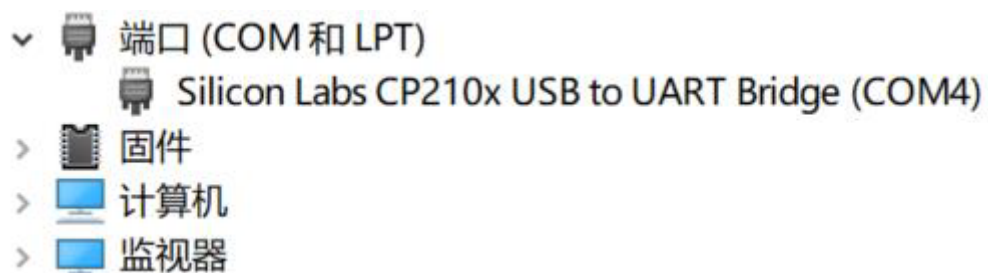 端口 (COM 和 LPT)
Silicon Labs CP210x USB to UART Bridge (COM4)
固件
计算机
监视器